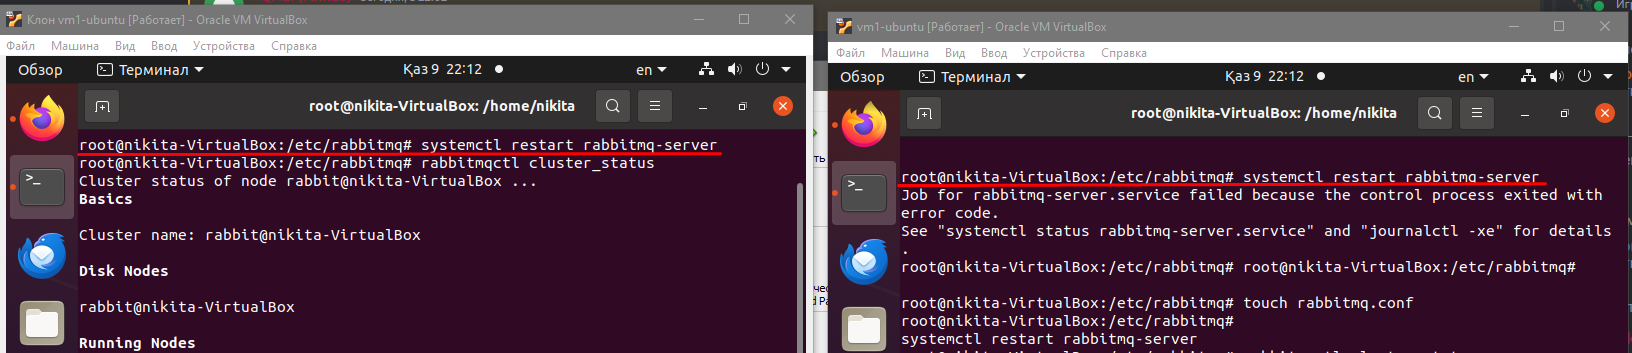 Клон vm1-ubuntu [Работает] - Oracle VM VirtualBox
Файл Машина Вид Ввод Устройства Справка
Обзор Терминал Қаз 9 22:12 en
root@nikita-VirtualBox: /home/nikita
root@nikita-VirtualBox:/etc/rabbitmq# systemctl restart rabbitmq-server
root@nikita-VirtualBox:/etc/rabbitmq# rabbitmqctl cluster_status
Cluster status of node rabbit@nikita-VirtualBox ...
Basics
Cluster name: rabbit@nikita-VirtualBox
Disk Nodes
rabbit@nikita-VirtualBox
Running Nodes
vm1-ubuntu [Работает] - Oracle VM VirtualBox
Файл Машина Вид Ввод Устройства Справка
Обзор Терминал Қаз 9 22:12 en
root@nikita-VirtualBox: /home/nikita
root@nikita-VirtualBox:/etc/rabbitmq# systemctl restart rabbitmq-server
Job for rabbitmq-server.service failed because the control process exited with
error code.
See "systemctl status rabbitmq-server.service" and "journalctl -xe" for details
.
root@nikita-VirtualBox:/etc/rabbitmq# root@nikita-VirtualBox:/etc/rabbitmq#
root@nikita-VirtualBox:/etc/rabbitmq# touch rabbitmq.conf
root@nikita-VirtualBox:/etc/rabbitmq#
systemctl restart rabbitmq-server